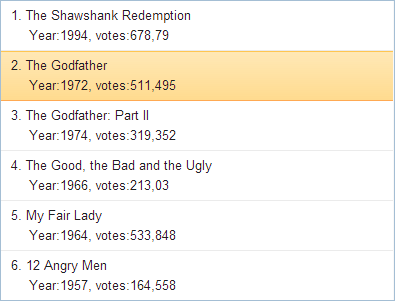 1. The Shawshank Redemption
Year:1994, votes:678,79
2. The Godfather
Year:1972, votes:511,495
3. The Godfather: Part II
Year:1974, votes:319,352
4. The Good, the Bad and the Ugly
Year:1966, votes:213,03
5. My Fair Lady
Year:1964, votes:533,848
6. 12 Angry Men
Year:1957, votes:164,558